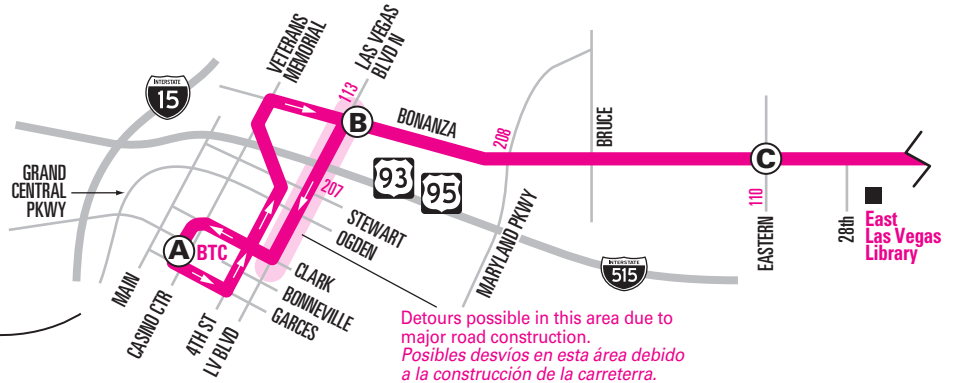 VETERANS
MEMORIAL
LAS VEGAS
BLVD N
INTERSTATE
15
113
B
BONANZA
208
BRUCE
C
GRAND
CENTRAL
PKWY
93
95
207
110
A
BTC
STEWART
OGDEN
MARYLAND PKWY
EASTERN
28th
East
Las Vegas
Library
INTERSTATE
515
MAIN
CASINO CTR
4TH ST
LV BLVD
CLARK
BONNEVILLE
GARCES
Detours possible in this area due to
major road construction.
Posibles desvíos en esta área debido
a la construcción de la carreterra.